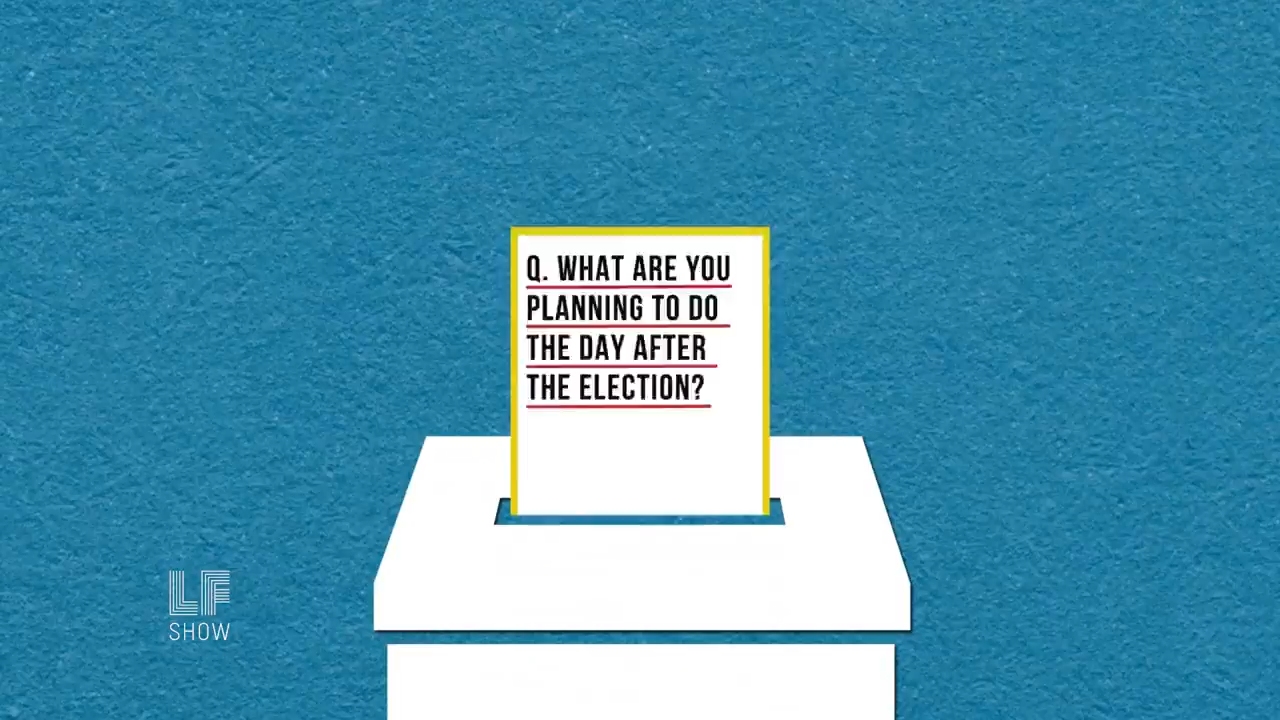 Q. WHAT ARE YOU
PLANNING TO DO
THE DAY AFTER
THE ELECTION?
LF
SHOW